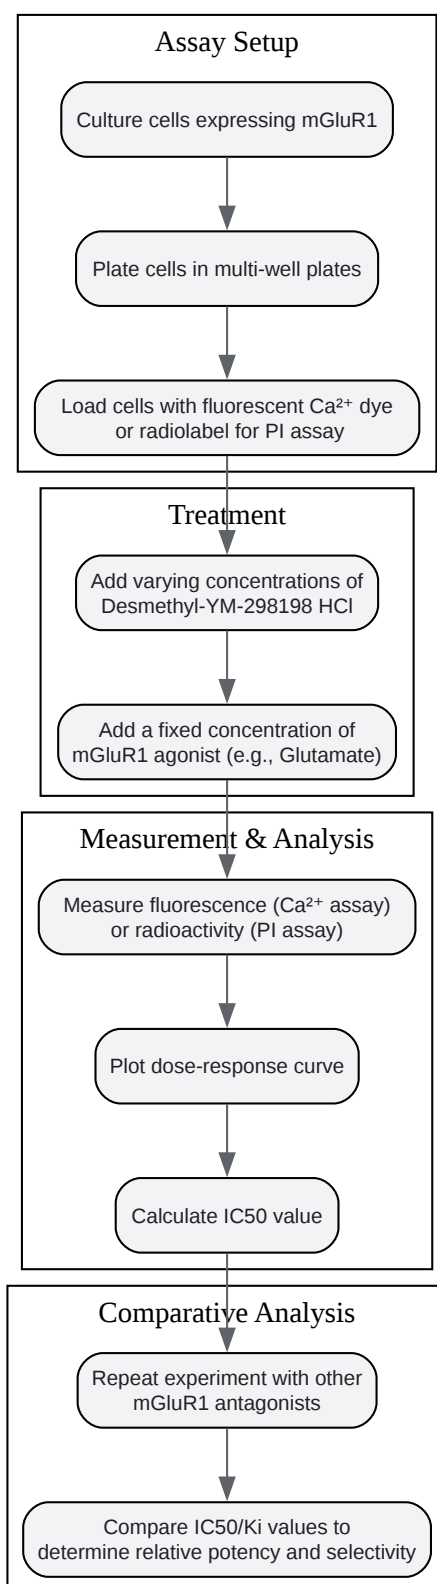 Assay Setup
Culture cells expressing mGluR1
Plate cells in multi-well plates
Load cells with fluorescent Ca²⁺ dye
or radiolabel for PI assay
Treatment
Add varying concentrations of
Desmethyl-YM-298198 HCl
Add a fixed concentration of
mGluR1 agonist (e.g., Glutamate)
Measurement & Analysis
Measure fluorescence (Ca²⁺ assay)
or radioactivity (PI assay)
Plot dose-response curve
Calculate IC50 value
Comparative Analysis
Repeat experiment with other
mGluR1 antagonists
Compare IC50/Ki values to
determine relative potency and selectivity